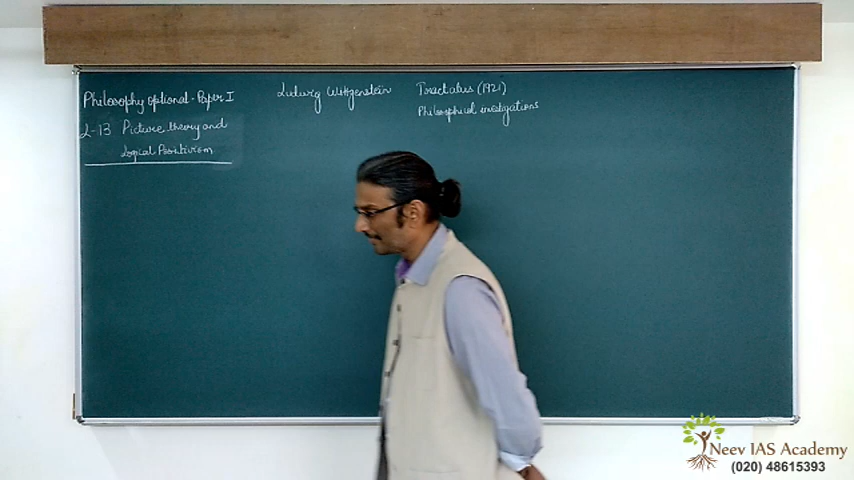 Philosophy optional - Paper I
L-13 Picture theory and
Logical Positivism
Ludwig Wittgenstein
Tractatus (1921)
Philosophical investigations
Neev IAS Academy
(020) 48615393